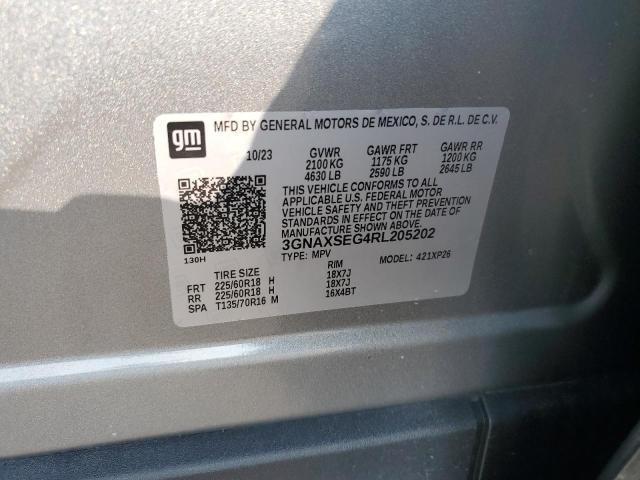 gm MFD BY GENERAL MOTORS DE MEXICO, S. DE R.L. DE C.V.
10/23 GVWR GAWR FRT GAWR RR
2100 KG 1175 KG 1200 KG
4630 LB 2590 LB 2645 LB
THIS VEHICLE CONFORMS TO ALL
APPLICABLE U.S. FEDERAL MOTOR
VEHICLE SAFETY AND THEFT PREVENTION
STANDARDS IN EFFECT ON THE DATE OF
MANUFACTURE SHOWN ABOVE.
3GNAXSEG4RL205202
130H TYPE: MPV MODEL: 421XP26
TIRE SIZE RIM
FRT 225/60R18 H 18X7J
RR 225/60R18 H 18X7J
SPA T135/70R16 M 16X4BT